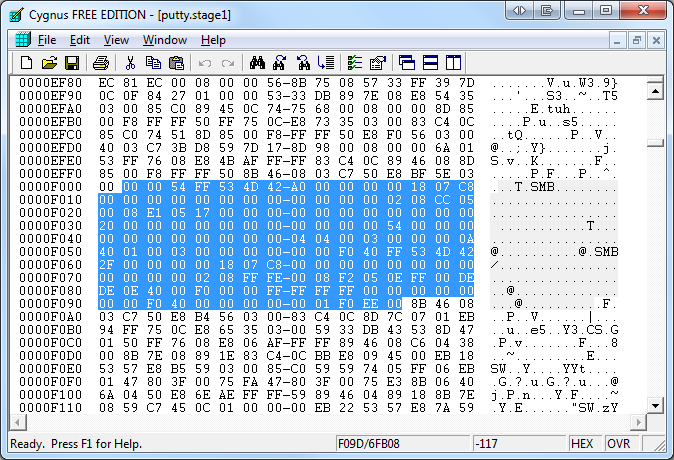 Cygnus FREE EDITION - [putty.stage1]
File Edit View Window Help
0000EF80 EC 81 EC 00 08 00 00 56-8B 75 08 57 33 FF 39 7D .......V.u.W3.9}
0000EF90 0C 0F 84 27 01 00 00 53-33 DB 89 7E 08 E8 54 35 ...'...S3..~..T5
0000EFA0 03 00 85 C0 89 45 0C 74-75 68 00 08 00 00 8D 85 .....E.tuh......
0000EFB0 00 F8 FF FF 50 FF 75 0C-E8 73 35 03 00 83 C4 0C ....P.u..s5.....
0000EFC0 85 C0 74 51 8D 85 00 F8-FF FF 50 E8 F0 56 03 00 ..tQ......P..V..
0000EFD0 40 03 C7 3B D8 59 7D 17-8D 98 00 08 00 00 6A 01 @..;.Y}.......j.
0000EFE0 53 FF 76 08 E8 4B AF FF-FF 83 C4 0C 89 46 08 8D S.v..K.......F..
0000EFF0 85 00 F8 FF FF 50 8B 46-08 03 C7 50 E8 BF 5E 03 .....P.F...P..^.
0000F000 00 00 00 54 FF 53 4D 42-A0 00 00 00 00 18 07 C8 ...T.SMB........
0000F010 00 00 00 00 00 00 00 00-00 00 00 00 02 08 CC 05 ................
0000F020 00 08 E1 05 17 00 00 00-00 00 00 00 00 00 00 00 ................
0000F030 20 00 00 00 00 00 00 00-00 00 00 00 54 00 00 00 ............T...
0000F040 00 00 00 00 00 00 00 00-04 04 00 03 00 00 00 0A ................
0000F050 40 01 00 03 00 00 00 00-00 00 F0 40 FF 53 4D 42 @..........@.SMB
0000F060 2F 00 00 00 00 18 07 C8-00 00 00 00 00 00 00 00 /...............
0000F070 00 00 00 02 08 FF FE-00 08 F2 05 0E FF 00 DE ................
0000F080 DE 0E 40 00 F0 00 00 00-FF FF FF FF 00 00 00 00 ..@.............
0000F090 00 00 F0 40 00 00 00 00-00 01 F0 EE 00 8B 46 08 ...@..........F.
0000F0A0 03 C7 50 E8 B4 56 03 00-83 C4 0C 8D 7C 07 01 EB ..P..V......|...
0000F0B0 94 FF 75 0C E8 65 35 03-00 59 33 DB 43 53 8D 47 ..u..e5..Y3.CS.G
0000F0C0 01 50 FF 76 08 E8 06 AF-FF FF 89 46 08 C6 04 38 .P.v.......F...8
0000F0D0 00 8B 7E 08 89 1E 83 C4-0C BB E8 09 45 00 EB 18 ..~.........E...
0000F0E0 53 57 E8 B5 59 03 00-85 C0 59 59 74 05 FF 06 EB SW..Y....YYt....
0000F0F0 01 47 80 3F 00 75 FA 47-80 3F 00 75 E3 8B 06 40 .G.?.u.G.?.u...@
0000F100 6A 04 50 E8 6E AE FF FF-59 89 46 04 89 18 8B 7E j.P.n...Y.F....~
0000F110 08 59 C7 45 0C 01 00 00-00 EB 22 53 57 E8 7A 59 .Y.E......"SW.zY
Ready. Press F1 for Help. F09D/6FB08 -117 HEX OVR